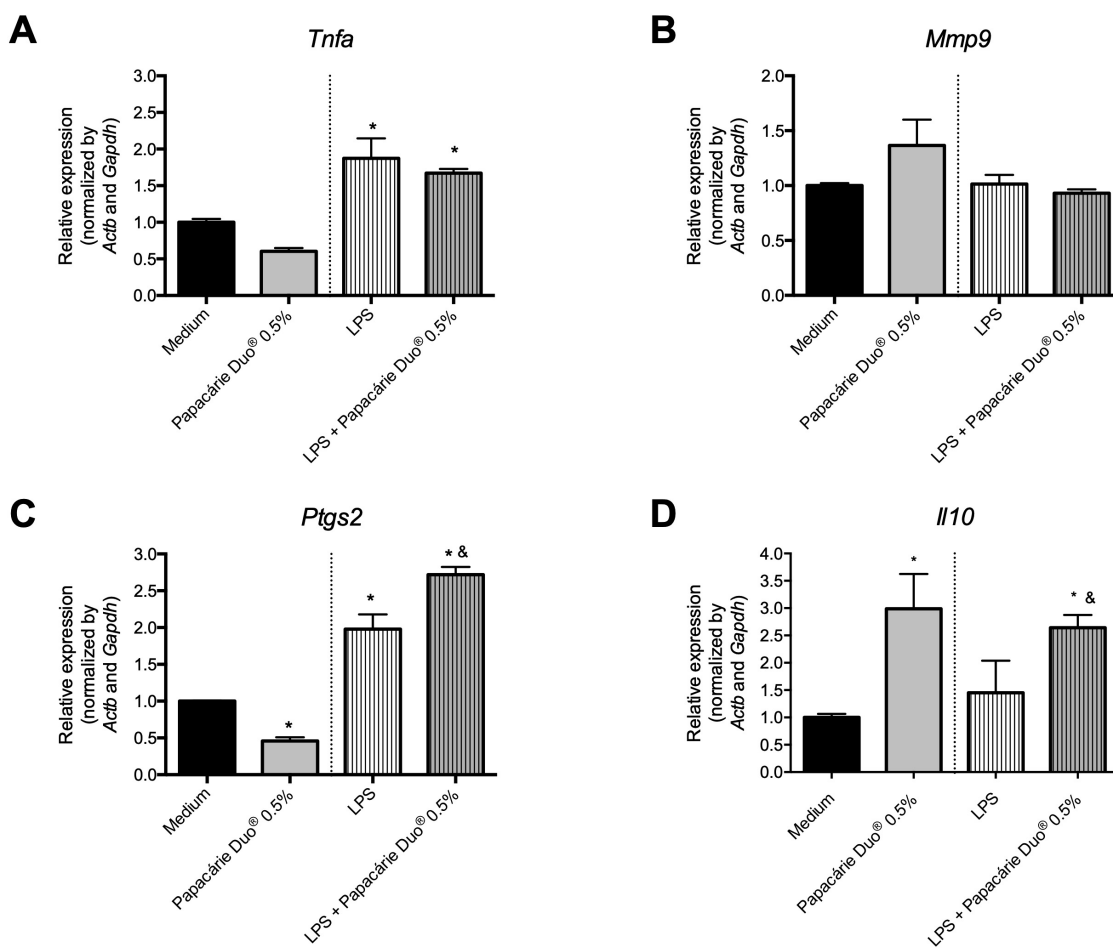 A
Tnfa
Relative expression
(normalized by
Actb and Gapdh)
3.0
2.5
2.0
1.5
1.0
0.5
0.0
*
*
Medium
Papacárie Duo® 0.5%
LPS
LPS + Papacárie Duo® 0.5%
B
Mmp9
Relative expression
(normalized by
Actb and Gapdh)
2.0
1.5
1.0
0.5
0.0
Medium
Papacárie Duo® 0.5%
LPS
LPS + Papacárie Duo® 0.5%
C
Ptgs2
Relative expression
(normalized by
Actb and Gapdh)
3.0
2.5
2.0
1.5
1.0
0.5
0.0
*
*
* &
Medium
Papacárie Duo® 0.5%
LPS
LPS + Papacárie Duo® 0.5%
D
Il10
Relative expression
(normalized by
Actb and Gapdh)
4.0
3.5
3.0
2.5
2.0
1.5
1.0
0.5
0.0
*
* &
Medium
Papacárie Duo® 0.5%
LPS
LPS + Papacárie Duo® 0.5%